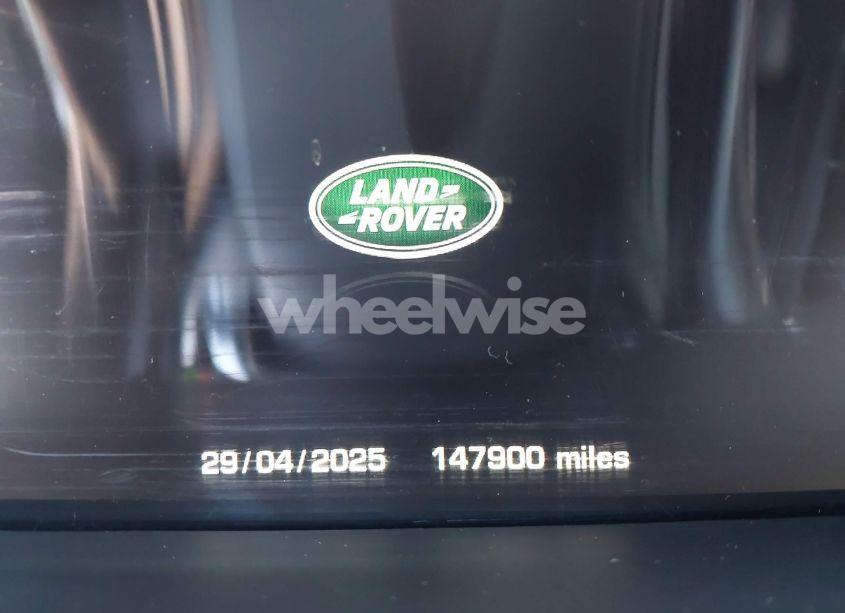 LAND
ROVER
wheelwise
29/04/2025 147900 miles